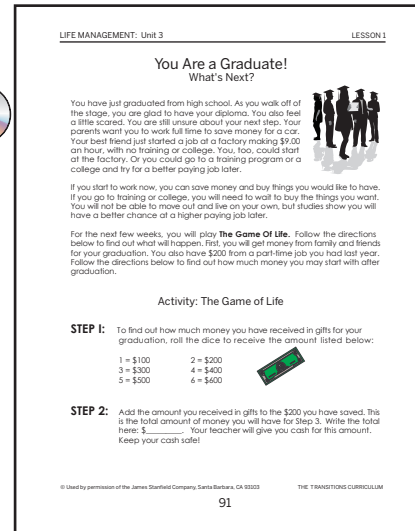 LIFE MANAGEMENT: Unit 3 LESSON 1
You Are a Graduate!
What's Next?
You have just graduated from high school. As you walk off of
the stage, you are glad to have your diploma. You also feel
a little scared. You are still unsure about your next step. Your
parents want you to work full time to save money for a car.
Your best friend just started a job at a factory making $9.00
an hour, with no training or college. You, too, could start
at the factory. Or you could go to a training program or a
college and try for a better paying job later.
If you start to work now, you can save money and buy things you would like to have.
If you go to training or college, you will need to wait to buy the things you want.
You will not be able to move out and live on your own, but studies show you will
have a better chance at a higher paying job later.
For the next few weeks, you will play The Game Of Life. Follow the directions
below to find out what will happen. First, you will get money from family and friends
for your graduation. You also have $200 from a part-time job you had last year.
Follow the directions below to find out how much money you may start with after
graduation.
Activity: The Game of Life
STEP 1: To find out how much money you have received in gifts for your
graduation, roll the dice to receive the amount listed below:
1 = $100 2 = $200
3 = $300 4 = $400
5 = $500 6 = $600
STEP 2: Add the amount you received in gifts to the $200 you have saved. This
is the total amount of money you will have for Step 3. Write the total
here: $________. Your teacher will give you cash for this amount.
Keep your cash safe!
© Used by permission of the James Stanfield Company, Santa Barbara, CA 93103 THE TRANSITIONS CURRICULUM
91